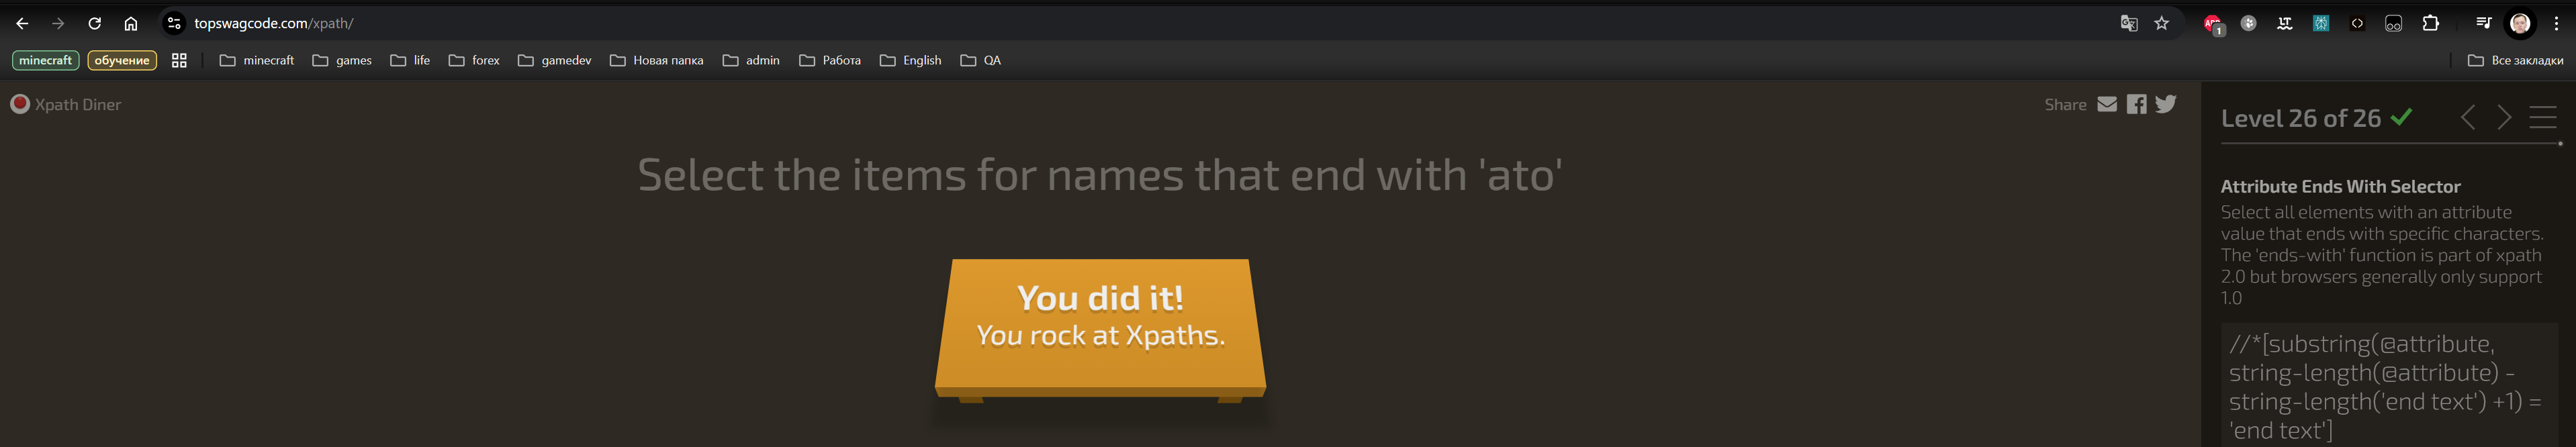 topswagcode.com/xpath/
1
minecraft
обучение
minecraft
games
life
forex
gamedev
Новая папка
admin
Работа
English
QA
Все закладки
Xpath Diner
Share
Select the items for names that end with 'ato'
You did it!
You rock at Xpaths.
Level 26 of 26
Attribute Ends With Selector
Select all elements with an attribute
value that ends with specific characters.
The 'ends-with' function is part of xpath
2.0 but browsers generally only support
1.0
//*[substring(@attribute,
string-length(@attribute) -
string-length('end text') +1) =
'end text']